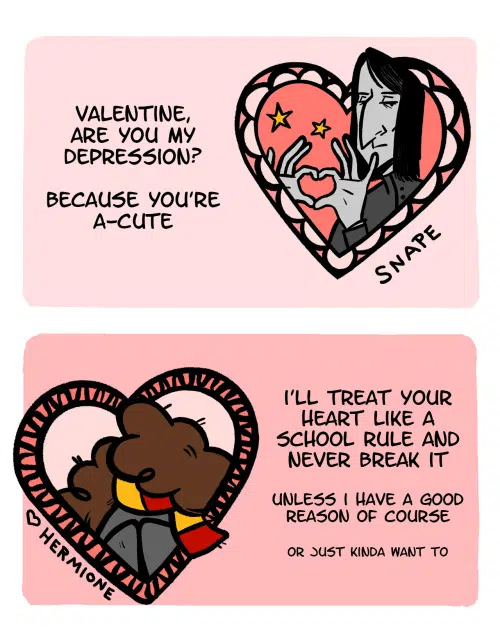 VALENTINE,
ARE YOU MY
DEPRESSION?
BECAUSE YOU'RE
A-CUTE
SNAPE
I'LL TREAT YOUR
HEART LIKE A
SCHOOL RULE AND
NEVER BREAK IT
UNLESS I HAVE A GOOD
REASON OF COURSE
OR JUST KINDA WANT TO
♡ HERMIONE